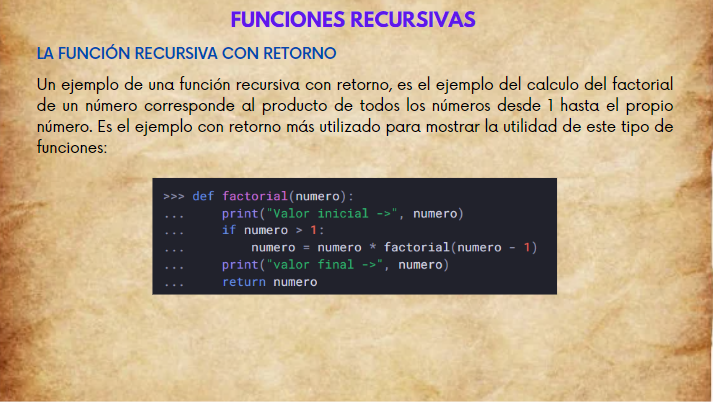 FUNCIONES RECURSIVAS
LA FUNCIÓN RECURSIVA CON RETORNO
Un ejemplo de una función recursiva con retorno, es el ejemplo del calculo del factorial
de un número corresponde al producto de todos los números desde 1 hasta el propio
número. Es el ejemplo con retorno más utilizado para mostrar la utilidad de este tipo de
funciones:
>>> def factorial(numero):
...     print("Valor inicial ->", numero)
...     if numero > 1:
...         numero = numero * factorial(numero - 1)
...     print("valor final ->", numero)
...     return numero